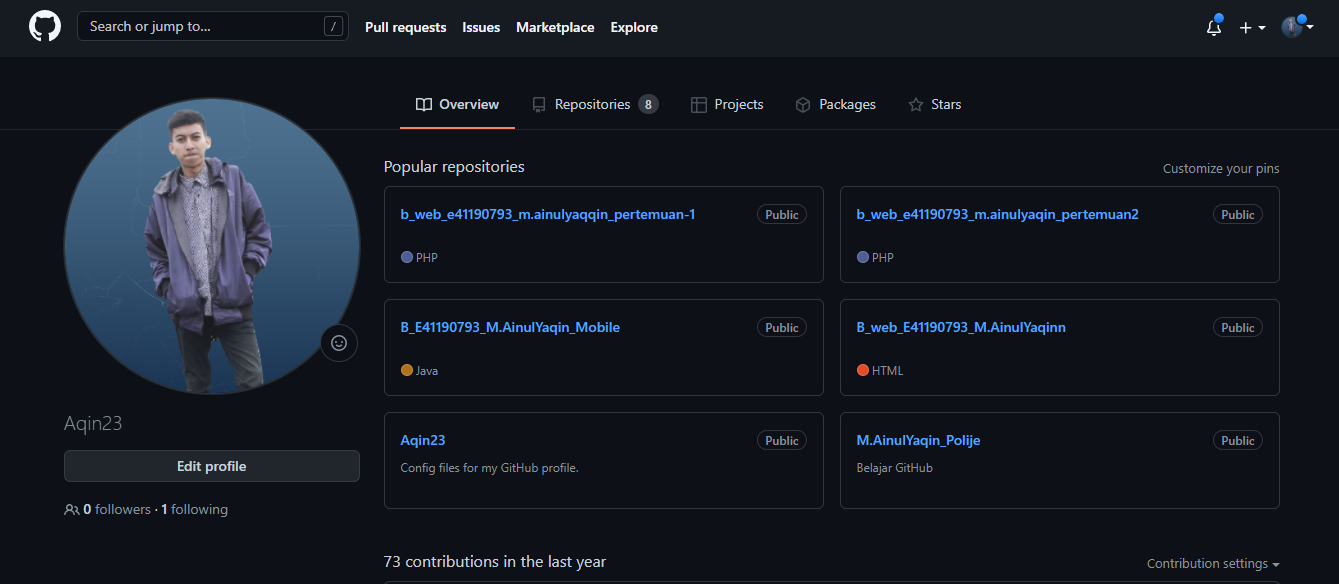 Search or jump to... /
Pull requests Issues Marketplace Explore
Overview Repositories 8 Projects Packages Stars
Popular repositories
Customize your pins
b_web_e41190793_m.ainulyaqqin_pertemuan-1 Public
PHP
b_web_e41190793_m.ainulyaqin_pertemuan2 Public
PHP
B_E41190793_M.AinulYaqin_Mobile Public
Java
B_web_E41190793_M.AinulYaqinn Public
HTML
Aqin23 Public
Config files for my GitHub profile.
M.AinulYaqin_Polije Public
Belajar GitHub
Aqin23
Edit profile
0 followers · 1 following
73 contributions in the last year
Contribution settings